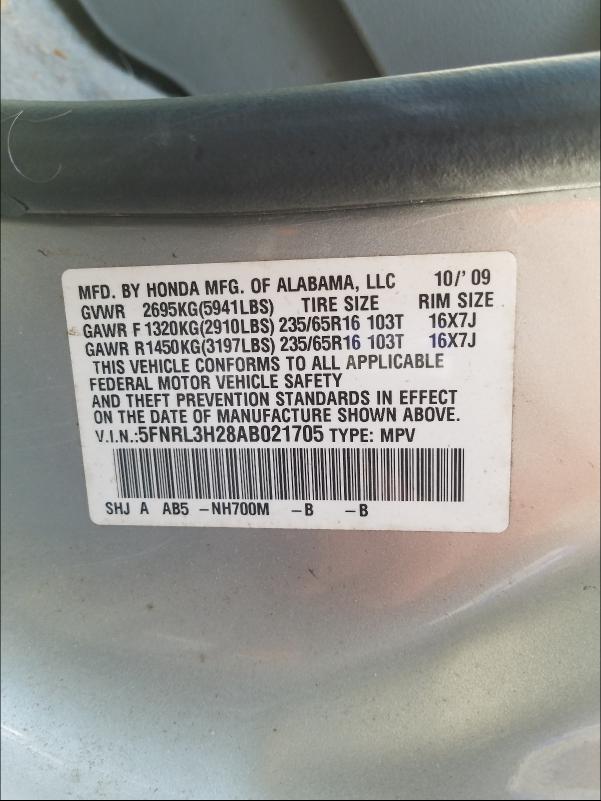 MFD. BY HONDA MFG. OF ALABAMA, LLC 10/'09
GVWR 2695KG(5941LBS) TIRE SIZE RIM SIZE
GAWR F 1320KG(2910LBS) 235/65R16 103T 16X7J
GAWR R1450KG(3197LBS) 235/65R16 103T 16X7J
THIS VEHICLE CONFORMS TO ALL APPLICABLE
FEDERAL MOTOR VEHICLE SAFETY
AND THEFT PREVENTION STANDARDS IN EFFECT
ON THE DATE OF MANUFACTURE SHOWN ABOVE.
V.I.N.:5FNRL3H28AB021705 TYPE: MPV
SHJ A AB5 -NH700M -B -B